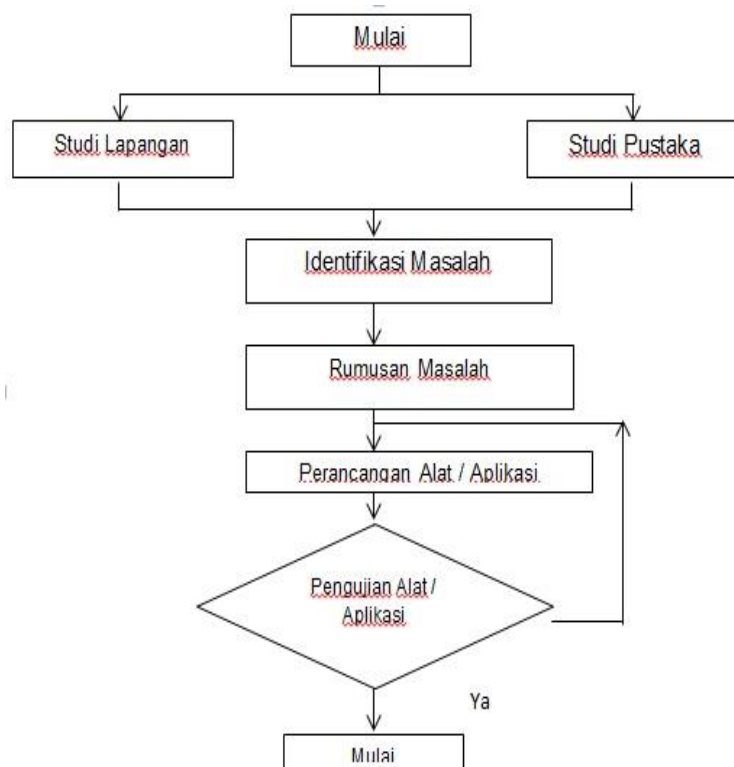 Mulai
Studi Lapangan
Studi Pustaka
Identifikasi Masalah
Rumusan Masalah
Perancangan Alat / Aplikasi
Pengujian Alat /
Aplikasi
Ya
Mulai